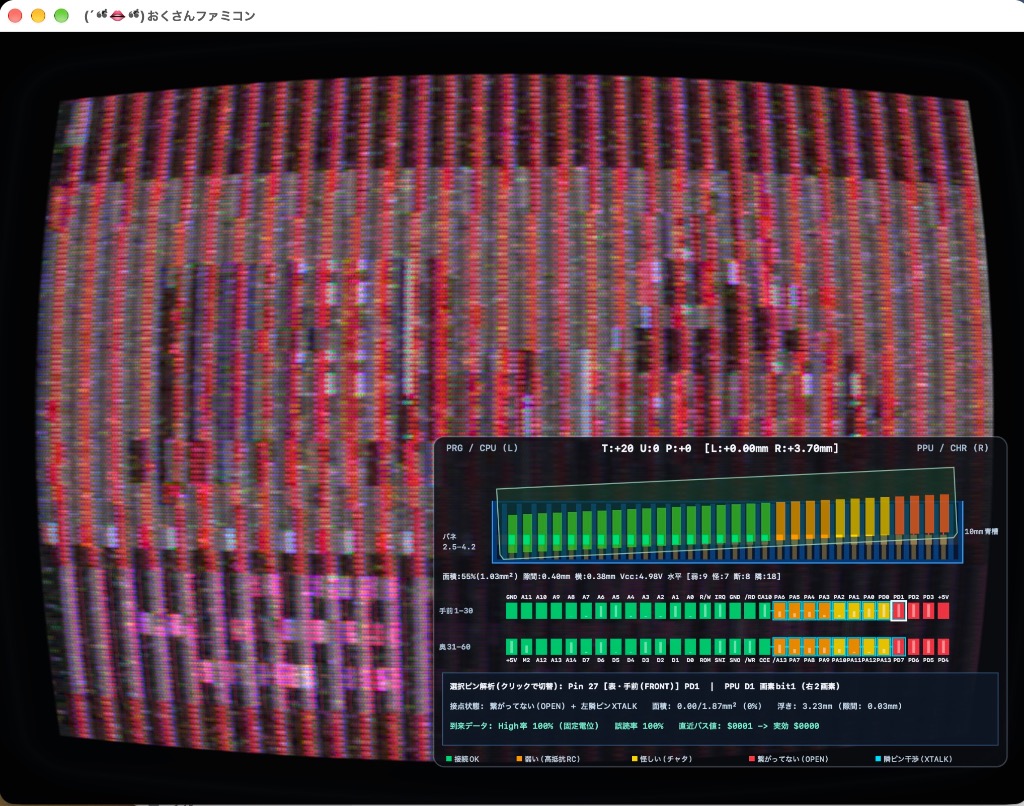 (´❛❛👄❛❛)おくさんファミコン
PRG / CPU (L) T:+20 U:0 P:+0 [L:+0.00mm R:+3.70mm] PPU / CHR (R)
バネ
2.5-4.2
10mm青槽
面積:55%(1.03mm²) 隙間:0.40mm 横:0.38mm Vcc:4.98V 水平 [弱:9 怪:7 断:8 隣:18]
GND A11 A10 A9 A8 A7 A6 A5 A4 A3 A2 A1 A0 R/W IRQ GND /RD CA10 PA6 PA5 PA4 PA3 PA2 PA1 PA0 PD0 PD1 PD2 PD3 +5V
手前1-30
奥31-60
+5V M2 A12 A13 A14 D7 D6 D5 D4 D3 D2 D1 D0 ROM SNI SNO /WR CCE /A13 PA7 PA8 PA9 PA10 PA11 PA12 PA13 PD7 PD6 PD5 PD4
選択ピン解析(クリックで切替): Pin 27 [表・手前(FRONT)] PD1 | PPU D1 画素bit1 (右2画素)
接点状態: 繋がってない(OPEN) + 左隣ピンXTALK 面積: 0.00/1.87mm² (0%) 浮き: 3.23mm (隙間: 0.03mm)
到来データ: High率 100% (固定電位) 誤読率 100% 直近バス値: $0001 -> 実効 $0000
接続OK 弱い(高抵抗RC) 怪しい(チャタ) 繋がってない(OPEN) 隣ピン干渉(XTALK)